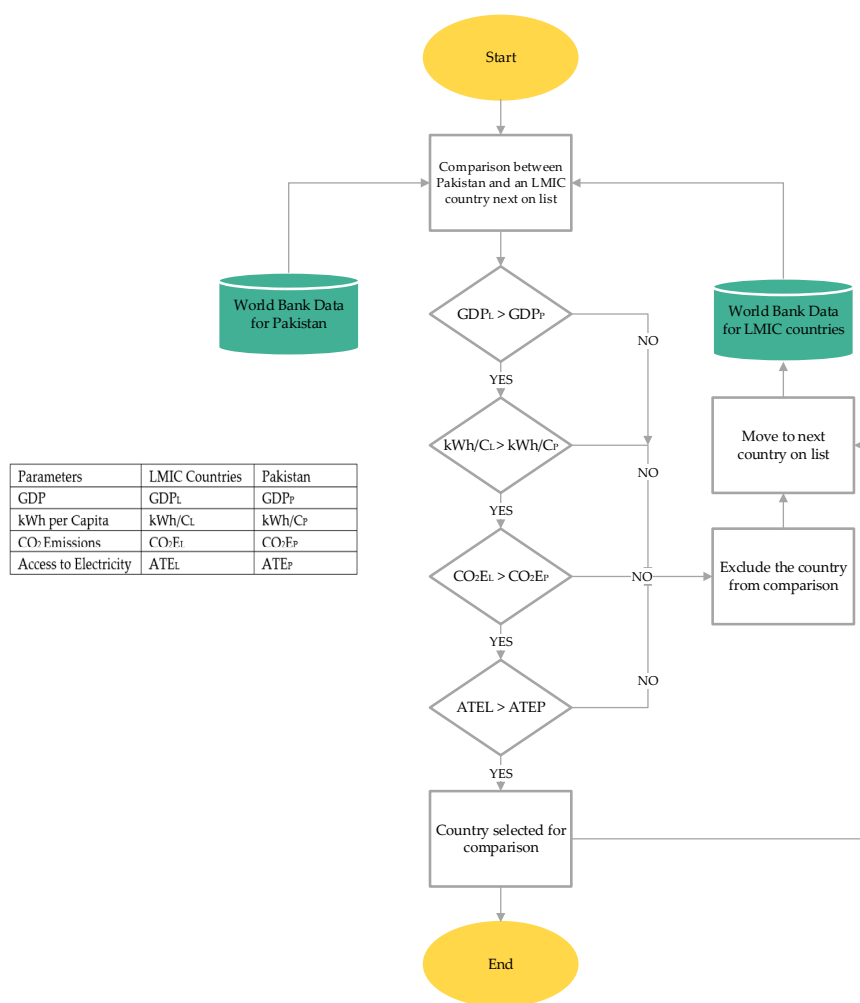 Start
Comparison between
Pakistan and an LMIC
country next on list
World Bank Data
for Pakistan
World Bank Data
for LMIC countries
GDPL > GDPP
NO
YES
kWh/CL > kWh/CP
NO
YES
Move to next
country on list
Parameters LMIC Countries Pakistan
GDP GDPL GDPP
kWh per Capita kWh/CL kWh/CP
CO2 Emissions CO2EL CO2EP
Access to Electricity ATEL ATEP
CO2EL > CO2EP
NO
Exclude the country
from comparison
YES
ATEL > ATEP
NO
YES
Country selected for
comparison
End